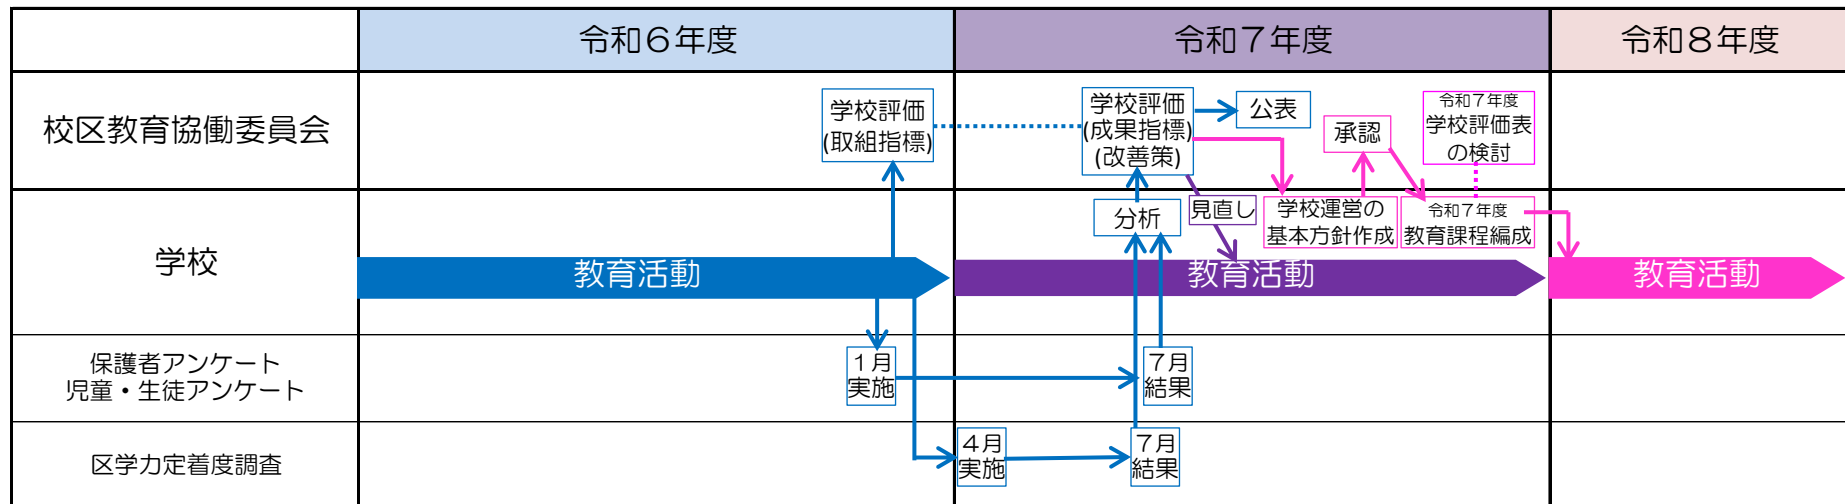 令和６年度
令和７年度
令和８年度
校区教育協働委員会
学校評価
(取組指標)
学校評価
(成果指標)
(改善策)
公表
承認
令和７年度
学校評価表
の検討
学校
分析
見直し
学校運営の
基本方針作成
令和７年度
教育課程編成
教育活動
教育活動
教育活動
保護者アンケート
児童・生徒アンケート
１月
実施
７月
結果
区学力定着度調査
４月
実施
７月
結果